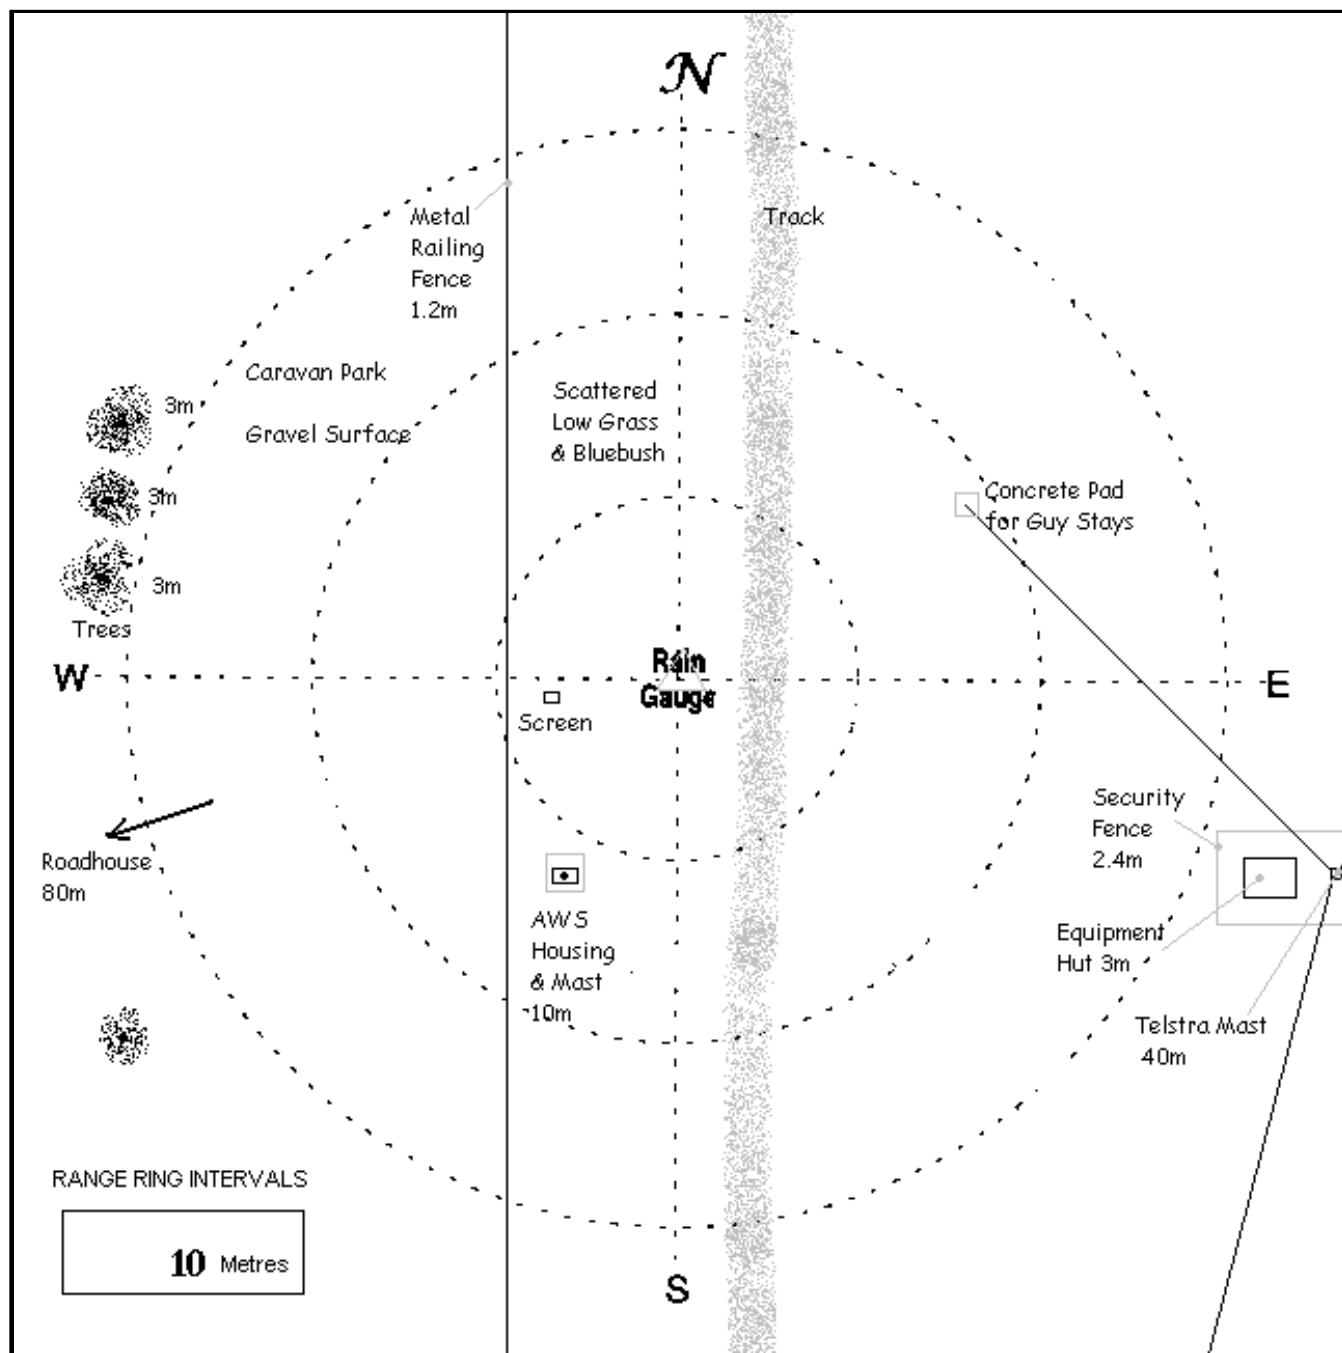 N
Metal
Railing
Fence
1.2m
Track
Caravan Park
Gravel Surface
Scattered
Low Grass
& Bluebush
3m
3m
3m
Trees
Concrete Pad
for Guy Stays
W
Rain
Gauge
E
Screen
Security
Fence
2.4m
Roadhouse
80m
AWS
Housing
& Mast
10m
Equipment
Hut 3m
Telstra Mast
40m
RANGE RING INTERVALS
10 Metres
S